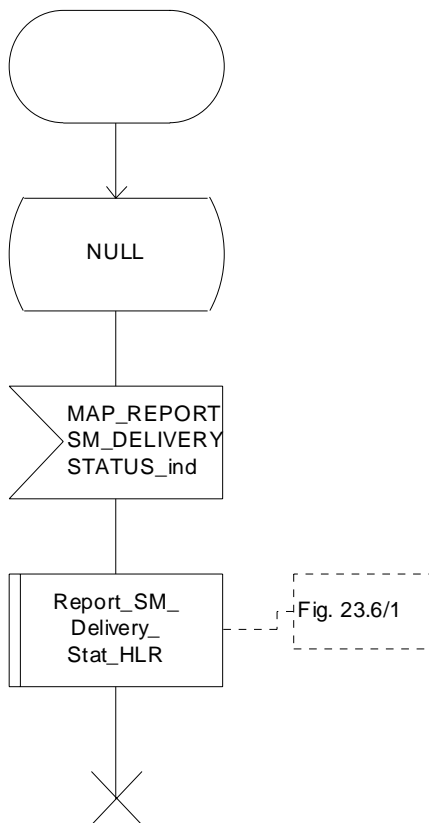 NULL
MAP_REPORT
SM_DELIVERY
STATUS_ind
Report_SM_
Delivery_
Stat_HLR
Fig. 23.6/1